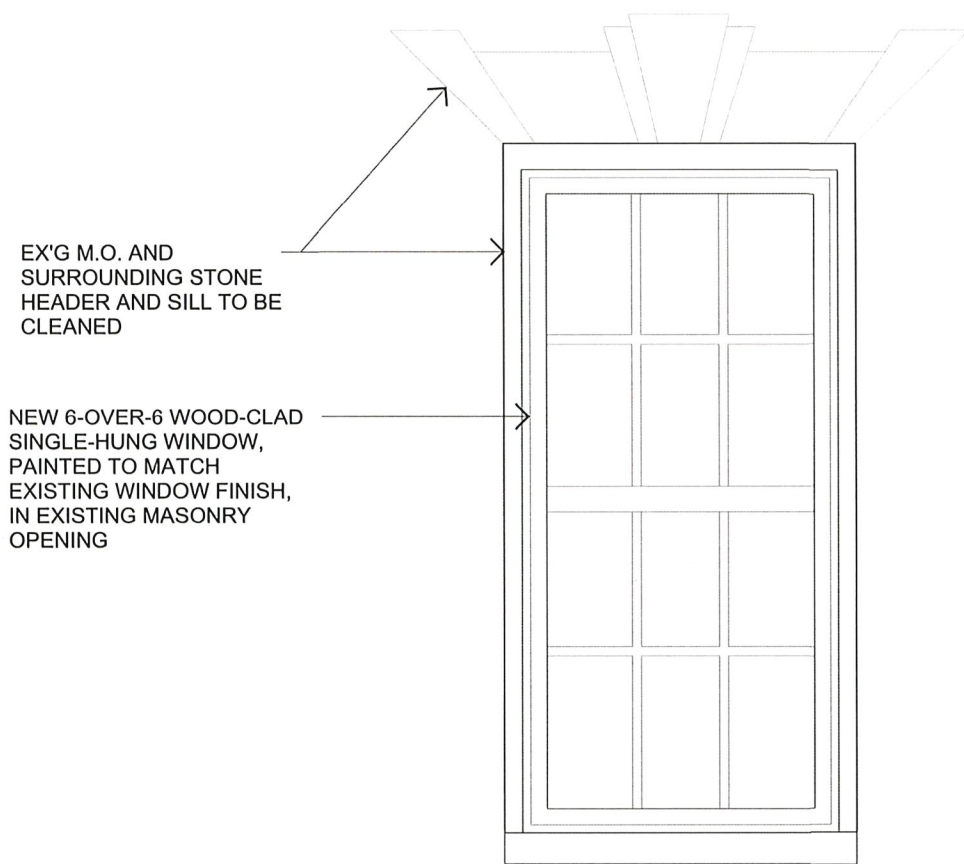 EX'G M.O. AND
SURROUNDING STONE
HEADER AND SILL TO BE
CLEANED
NEW 6-OVER-6 WOOD-CLAD
SINGLE-HUNG WINDOW,
PAINTED TO MATCH
EXISTING WINDOW FINISH,
IN EXISTING MASONRY
OPENING